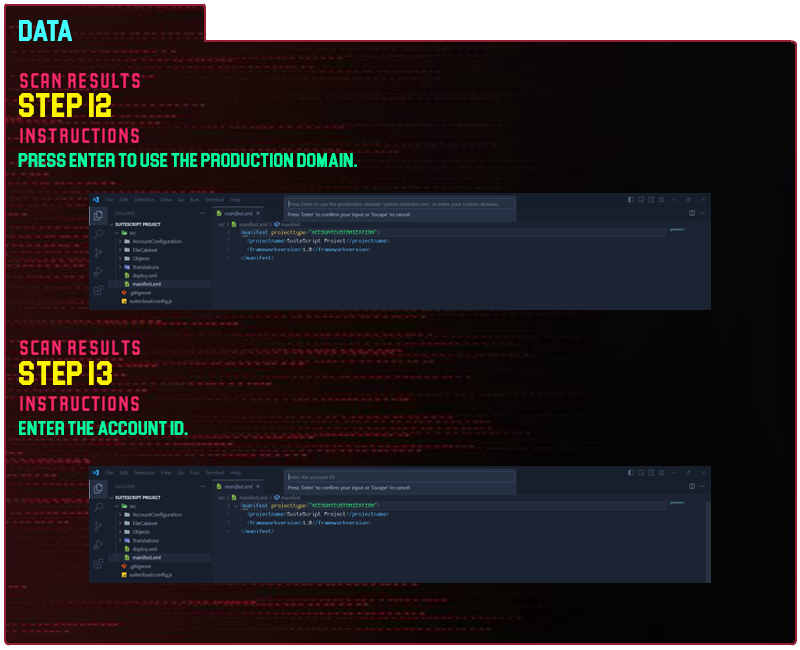 DATA
SCAN RESULTS
STEP 12
INSTRUCTIONS
PRESS ENTER TO USE THE PRODUCTION DOMAIN.
File Edit Selection View Go Run Terminal Help
Press Enter to use the production domain 'system.netsuite.com', or enter your custom domain.
Press 'Enter' to confirm your input or 'Escape' to cancel
EXPLORER
SUITESCRIPT PROJECT
src
AccountConfiguration
FileCabinet
Objects
Translations
deploy.xml
manifest.xml
.gitignore
suitecloud.config.js
manifest.xml ×
src > manifest.xml > manifest
1 <manifest projecttype="ACCOUNTCUSTOMIZATION">
2 <projectname>SuiteScript Project</projectname>
3 <frameworkversion>1.0</frameworkversion>
4 </manifest>
SCAN RESULTS
STEP 13
INSTRUCTIONS
ENTER THE ACCOUNT ID.
File Edit Selection View Go Run Terminal Help
Enter the account ID.
Press 'Enter' to confirm your input or 'Escape' to cancel
EXPLORER
SUITESCRIPT PROJECT
src
AccountConfiguration
FileCabinet
Objects
Translations
deploy.xml
manifest.xml
.gitignore
suitecloud.config.js
manifest.xml ×
src > manifest.xml > manifest
1 <manifest projecttype="ACCOUNTCUSTOMIZATION">
2 <projectname>SuiteScript Project</projectname>
3 <frameworkversion>1.0</frameworkversion>
4 </manifest>